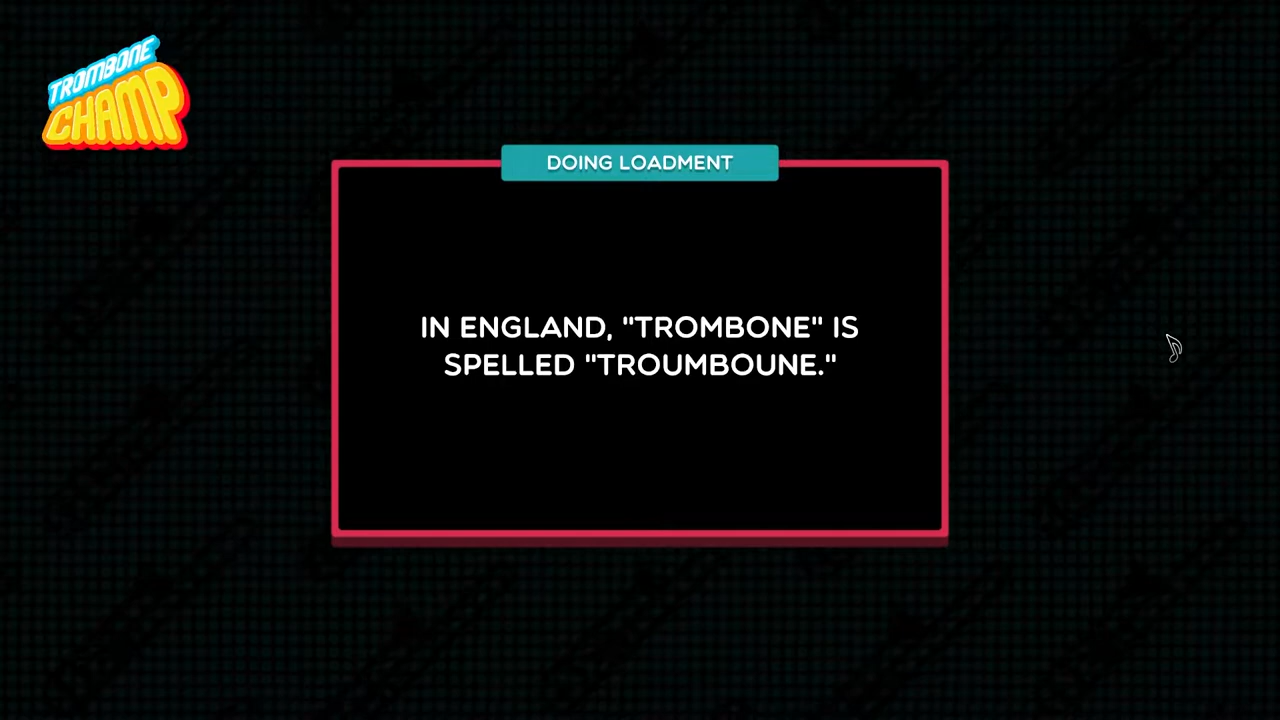 TROMBONE
CHAMP
DOING LOADMENT
IN ENGLAND, "TROMBONE" IS
SPELLED "TROUMBOUNE."